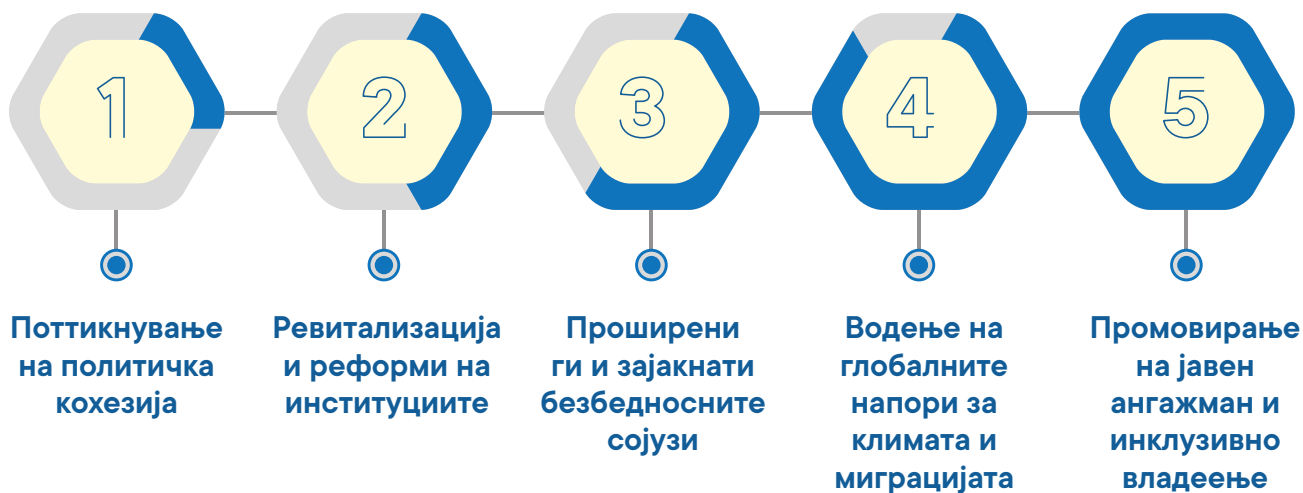 1
Поттикнување
на политичка
кохезија
2
Ревитализација
и реформи на
институциите
3
Проширени
ги и зајакнати
безбедносните
сојузи
4
Водење на
глобалните
напори за
климата и
миграцијата
5
Промовирање
на јавен
ангажман и
инклузивно
владеење